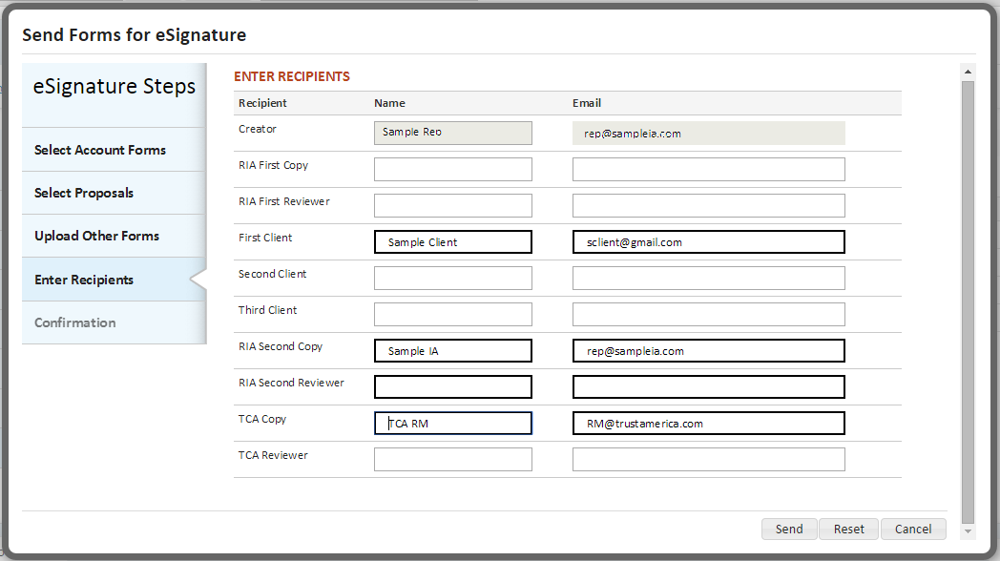 Send Forms for eSignature
eSignature Steps
Select Account Forms
Select Proposals
Upload Other Forms
Enter Recipients
Confirmation
ENTER RECIPIENTS
Recipient Name Email
Creator Sample Rep rep@sampleia.com
RIA First Copy
RIA First Reviewer
First Client Sample Client sclient@gmail.com
Second Client
Third Client
RIA Second Copy Sample IA rep@sampleia.com
RIA Second Reviewer
TCA Copy TCA RM RM@trustamerica.com
TCA Reviewer
Send Reset Cancel